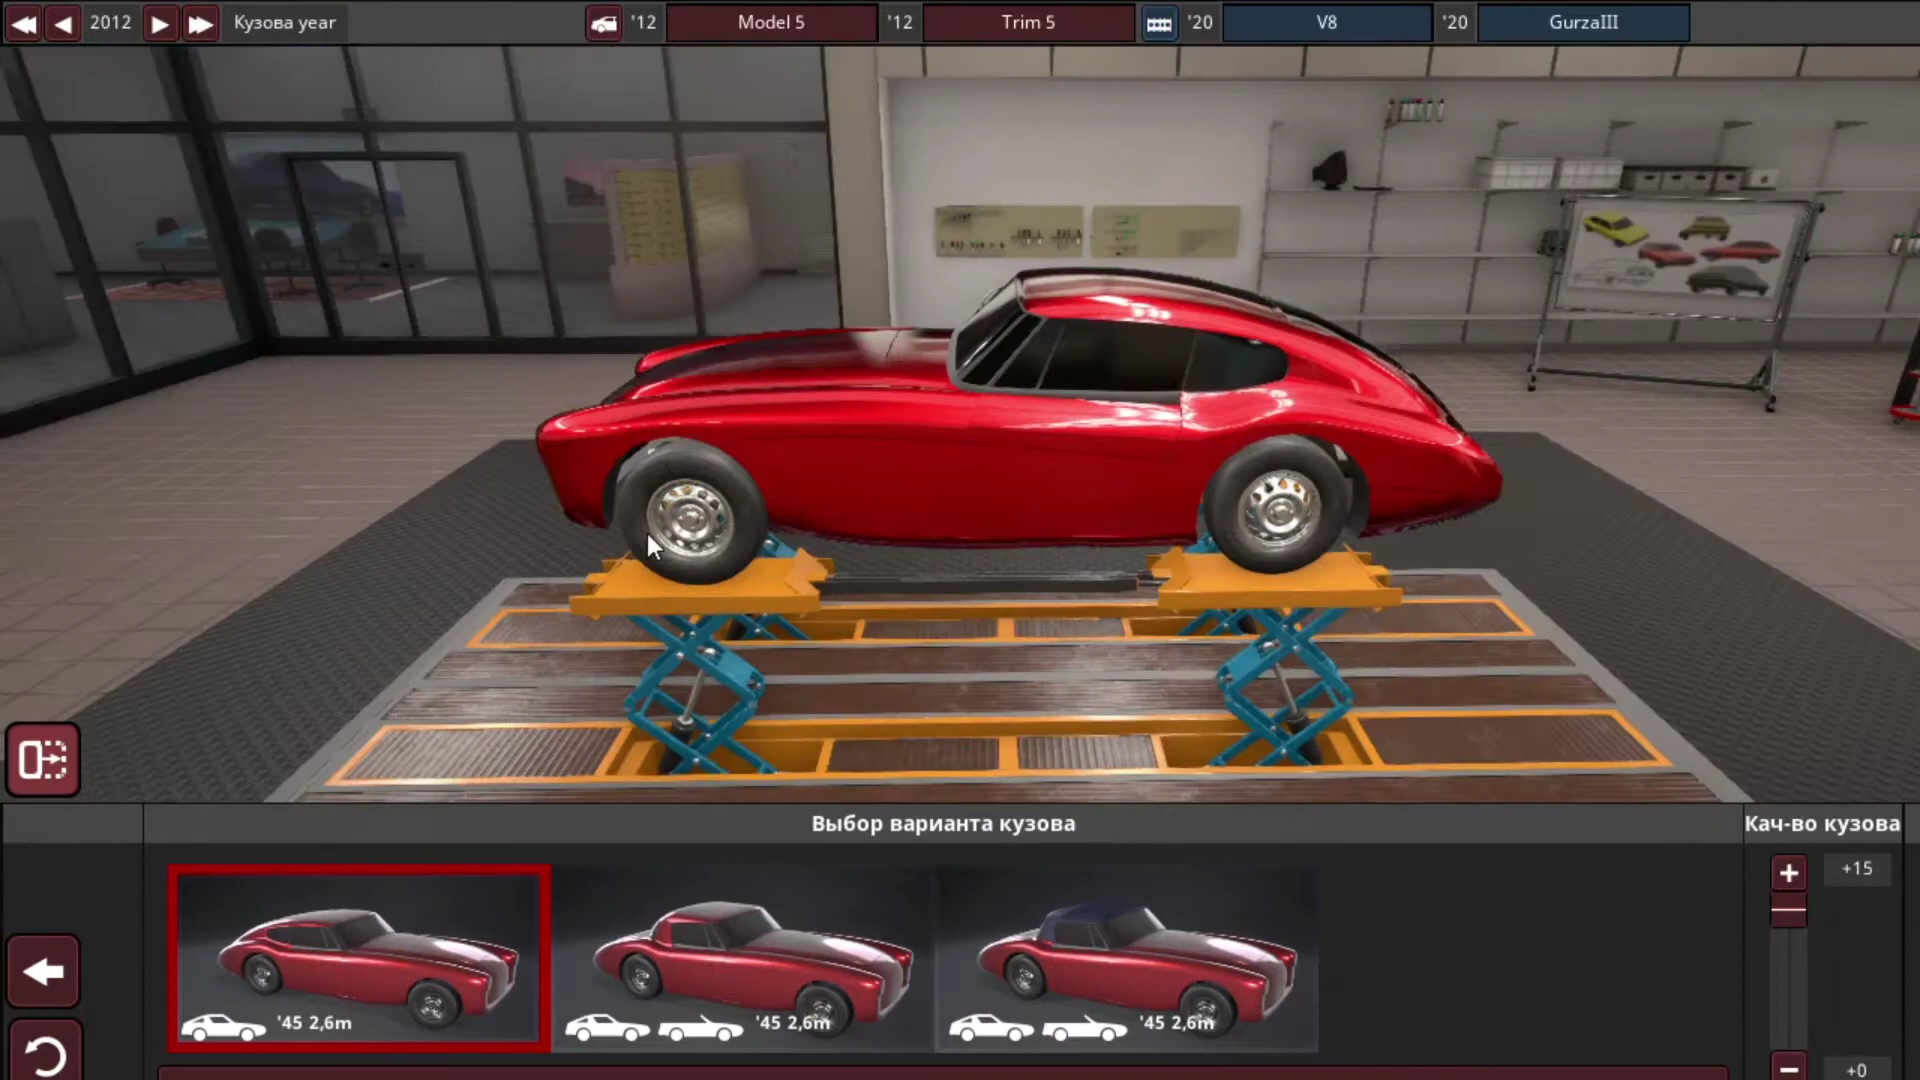 2012 Кузова year '12 Model 5 '12 Trim 5 '20 V8 '20 GurzaIII
Выбор варианта кузова Кач-во кузова
+15
'45 2,6m '45 2,6m '45 2,6m
+0